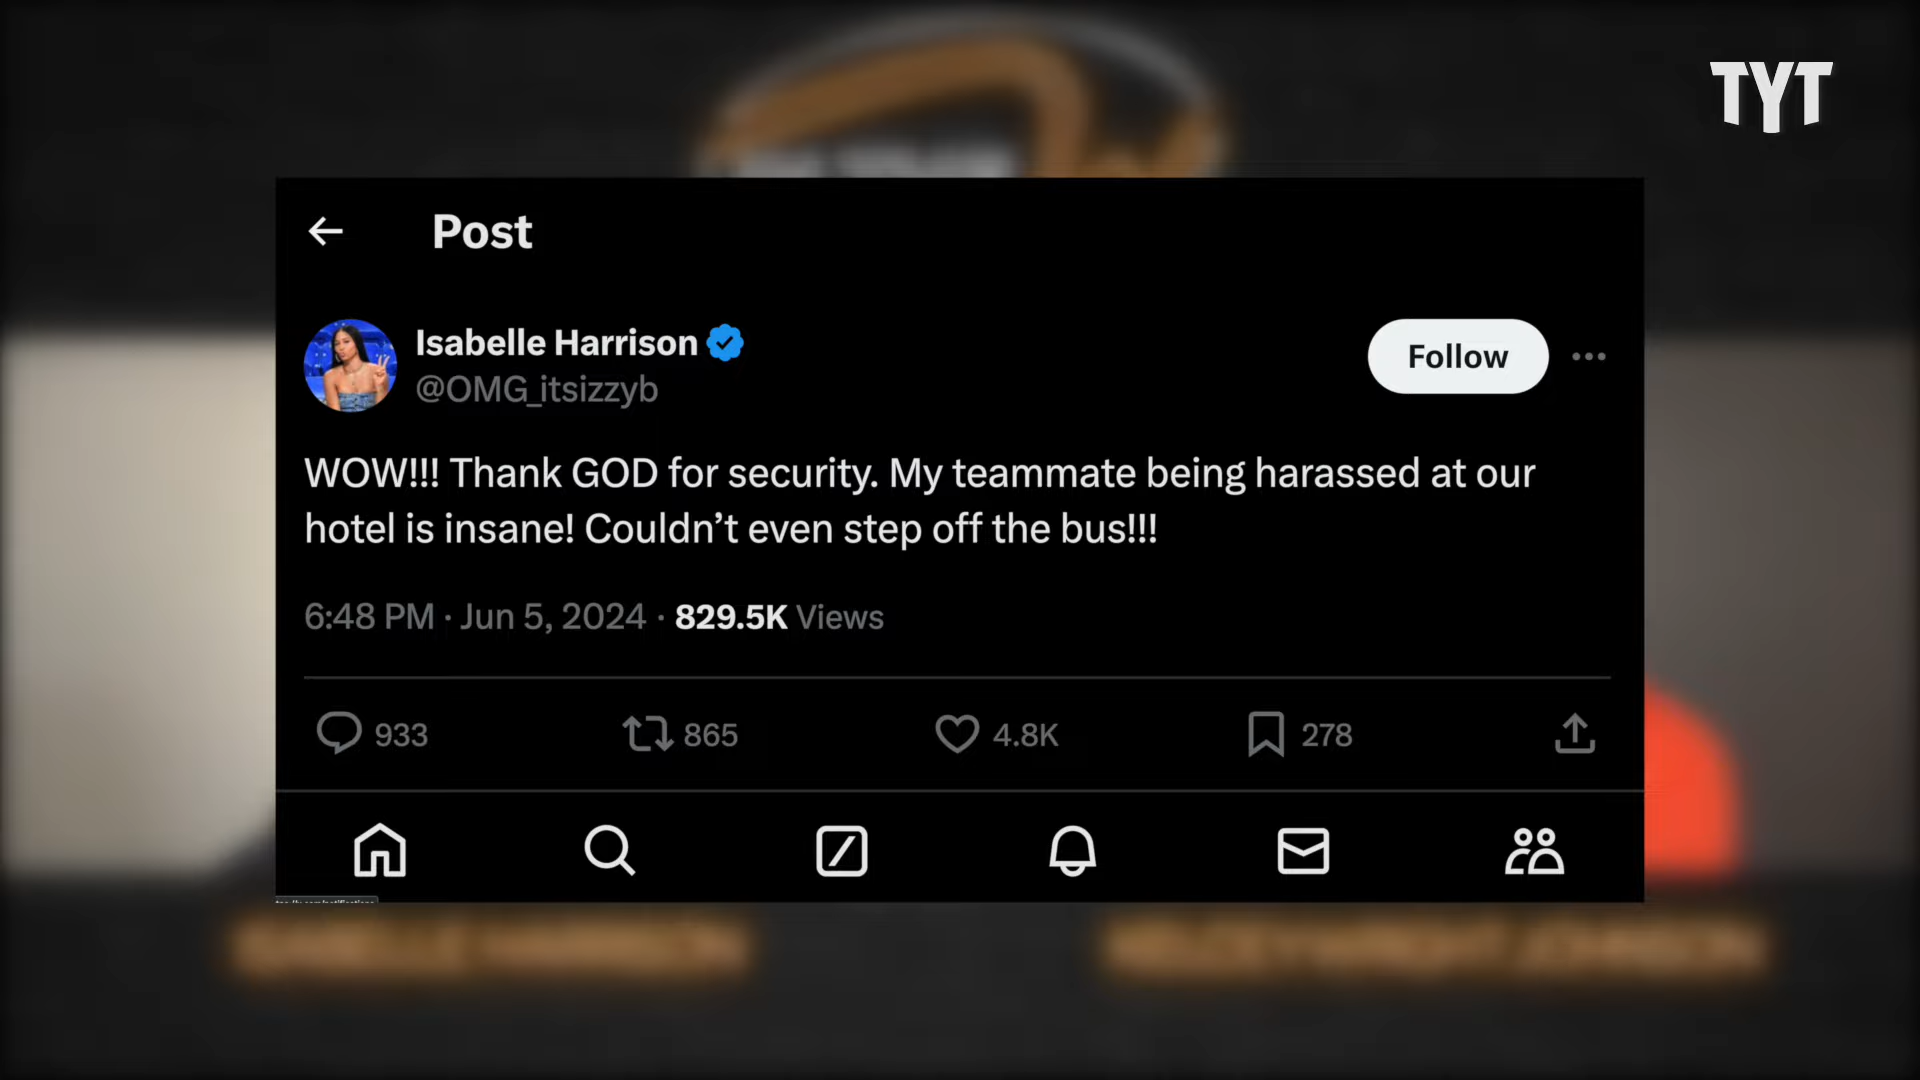 TYT
Post
Isabelle Harrison
@OMG_itsizzyb
Follow
WOW!!! Thank GOD for security. My teammate being harassed at our
hotel is insane! Couldn’t even step off the bus!!!
6:48 PM · Jun 5, 2024 · 829.5K Views
933 865 4.8K 278
ISABELLE HARRISON